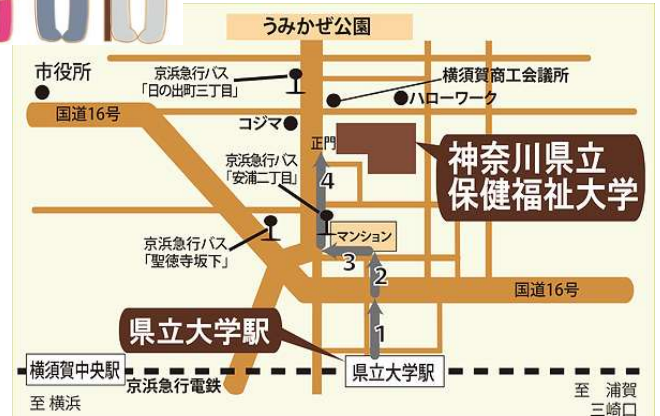 うみかぜ公園
市役所
京浜急行バス
「日の出町三丁目」
横須賀商工会議所
ハローワーク
国道16号
コジマ
正門
神奈川県立
保健福祉大学
京浜急行バス
「安浦二丁目」
4
マンション
京浜急行バス
「聖徳寺坂下」
3
2
国道16号
県立大学駅
1
横須賀中央駅
京浜急行電鉄
県立大学駅
至 横浜
至 浦賀
三崎口